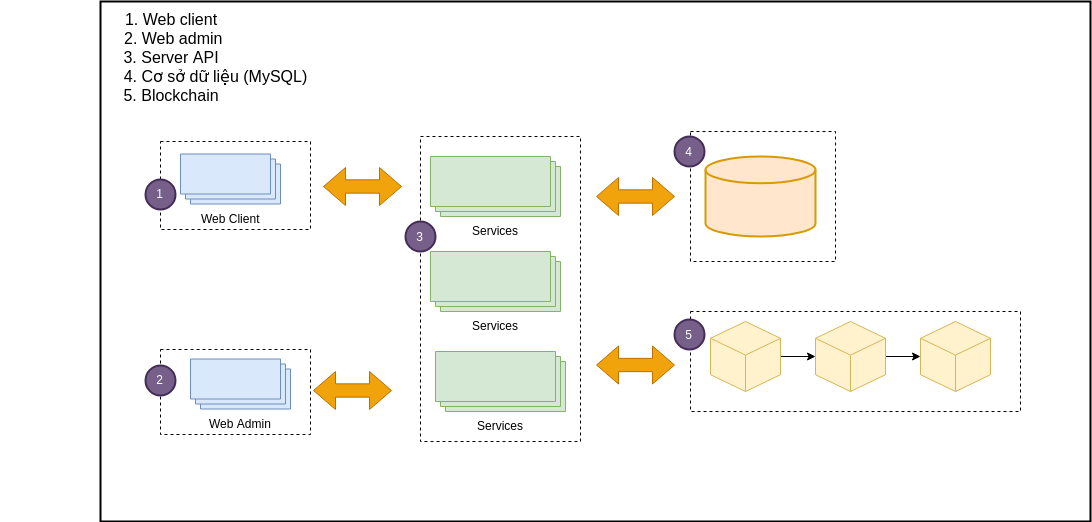 1. Web client
2. Web admin
3. Server API
4. Cơ sở dữ liệu (MySQL)
5. Blockchain
1
Web Client
2
Web Admin
3
Services
Services
Services
4
5